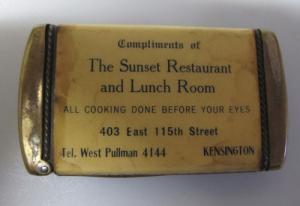 Compliments of
The Sunset Restaurant
and Lunch Room
ALL COOKING DONE BEFORE YOUR EYES
403 East 115th Street
Tel. West Pullman 4144 KENSINGTON